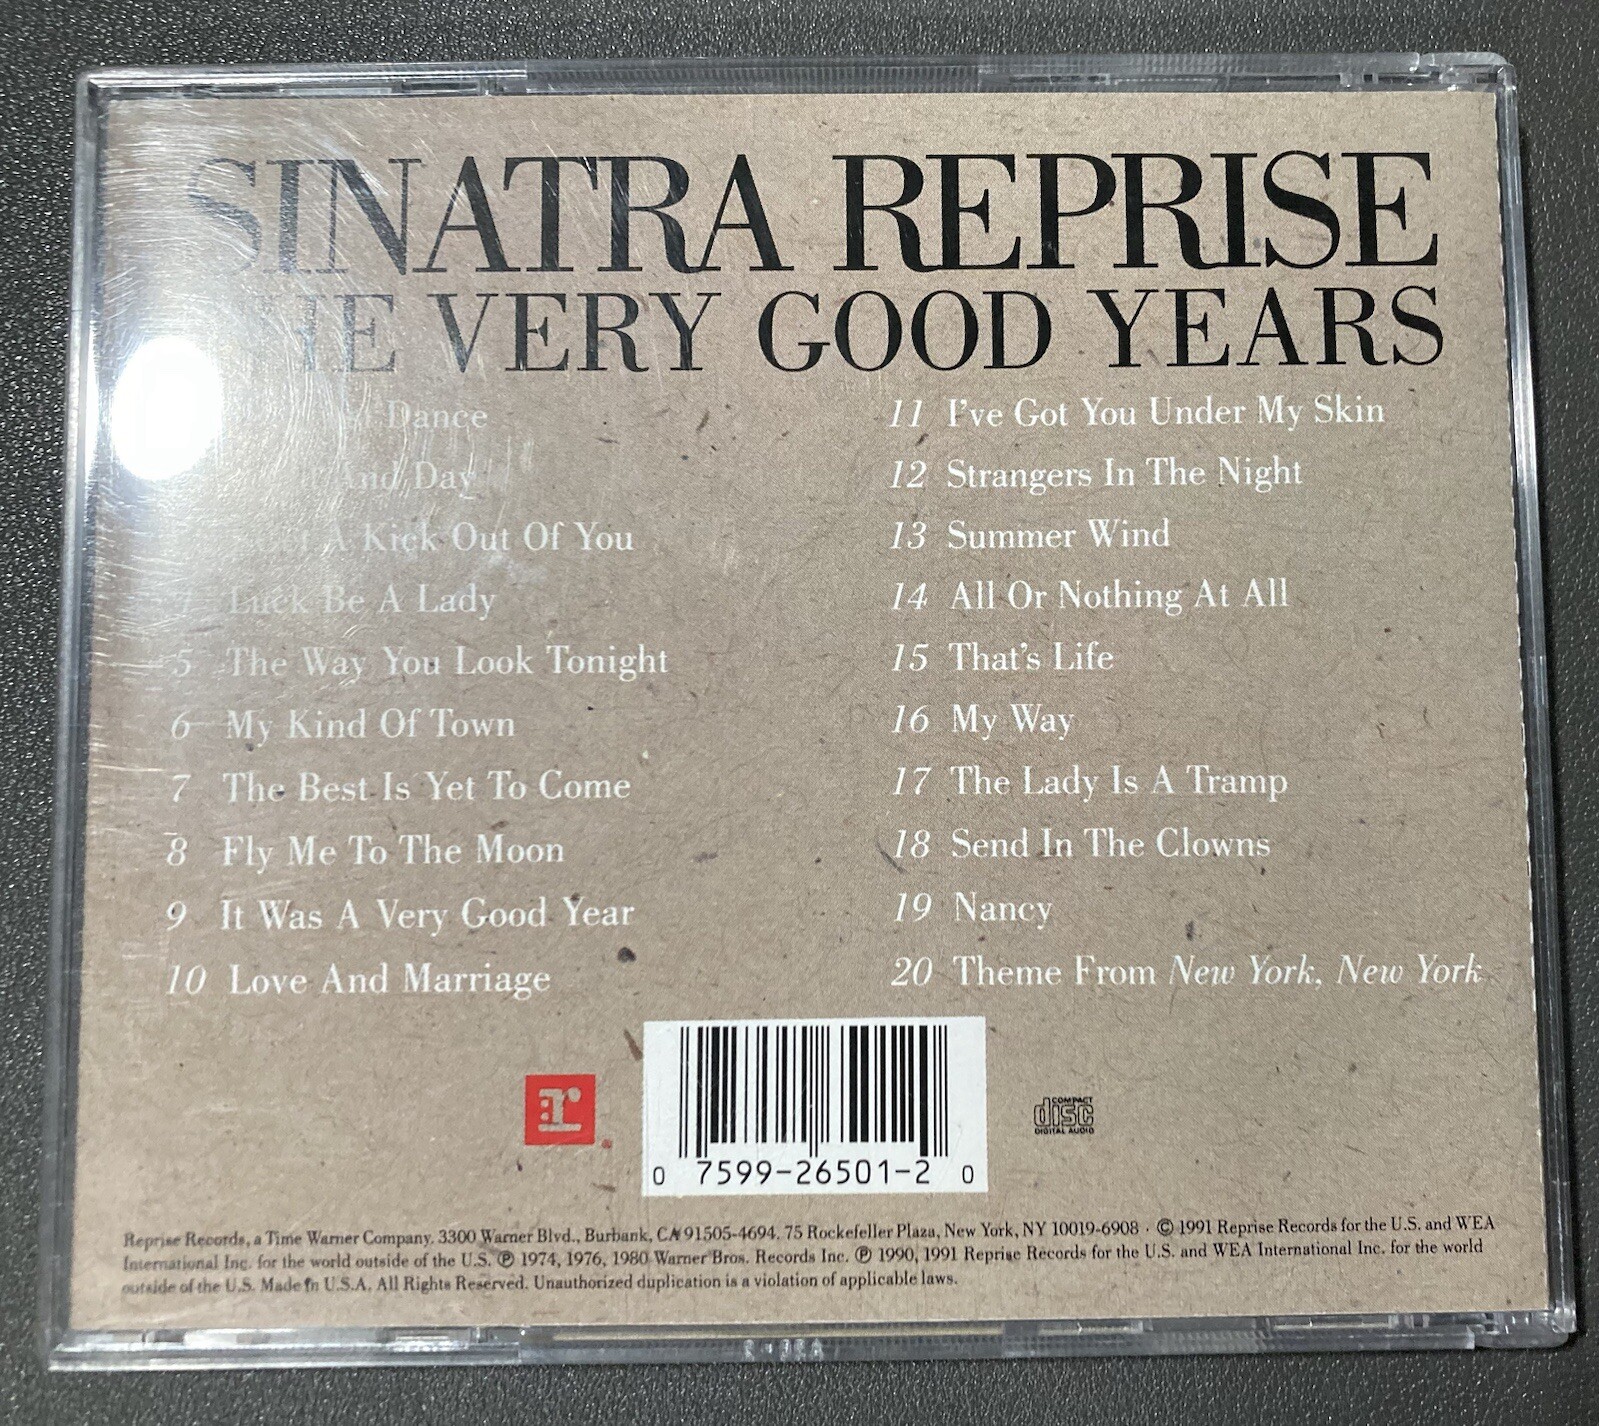 SINATRA REPRISE
THE VERY GOOD YEARS
Dance
And Day
A Kick Out Of You
Luck Be A Lady
5 The Way You Look Tonight
6 My Kind Of Town
7 The Best Is Yet To Come
8 Fly Me To The Moon
9 It Was A Very Good Year
10 Love And Marriage
11 I've Got You Under My Skin
12 Strangers In The Night
13 Summer Wind
14 All Or Nothing At All
15 That's Life
16 My Way
17 The Lady Is A Tramp
18 Send In The Clowns
19 Nancy
20 Theme From New York, New York
r
0 7599-26501-2 0
COMPACT
disc
DIGITAL AUDIO
Reprise Records, a Time Warner Company. 3300 Warner Blvd., Burbank, CA 91505-4694. 75 Rockefeller Plaza, New York, NY 10019-6908 · © 1991 Reprise Records for the U.S. and WEA
International Inc. for the world outside of the U.S. ℗ 1974, 1976, 1980 Warner Bros. Records Inc. ℗ 1990, 1991 Reprise Records for the U.S. and WEA International Inc. for the world
outside of the U.S. Made in U.S.A. All Rights Reserved. Unauthorized duplication is a violation of applicable laws.